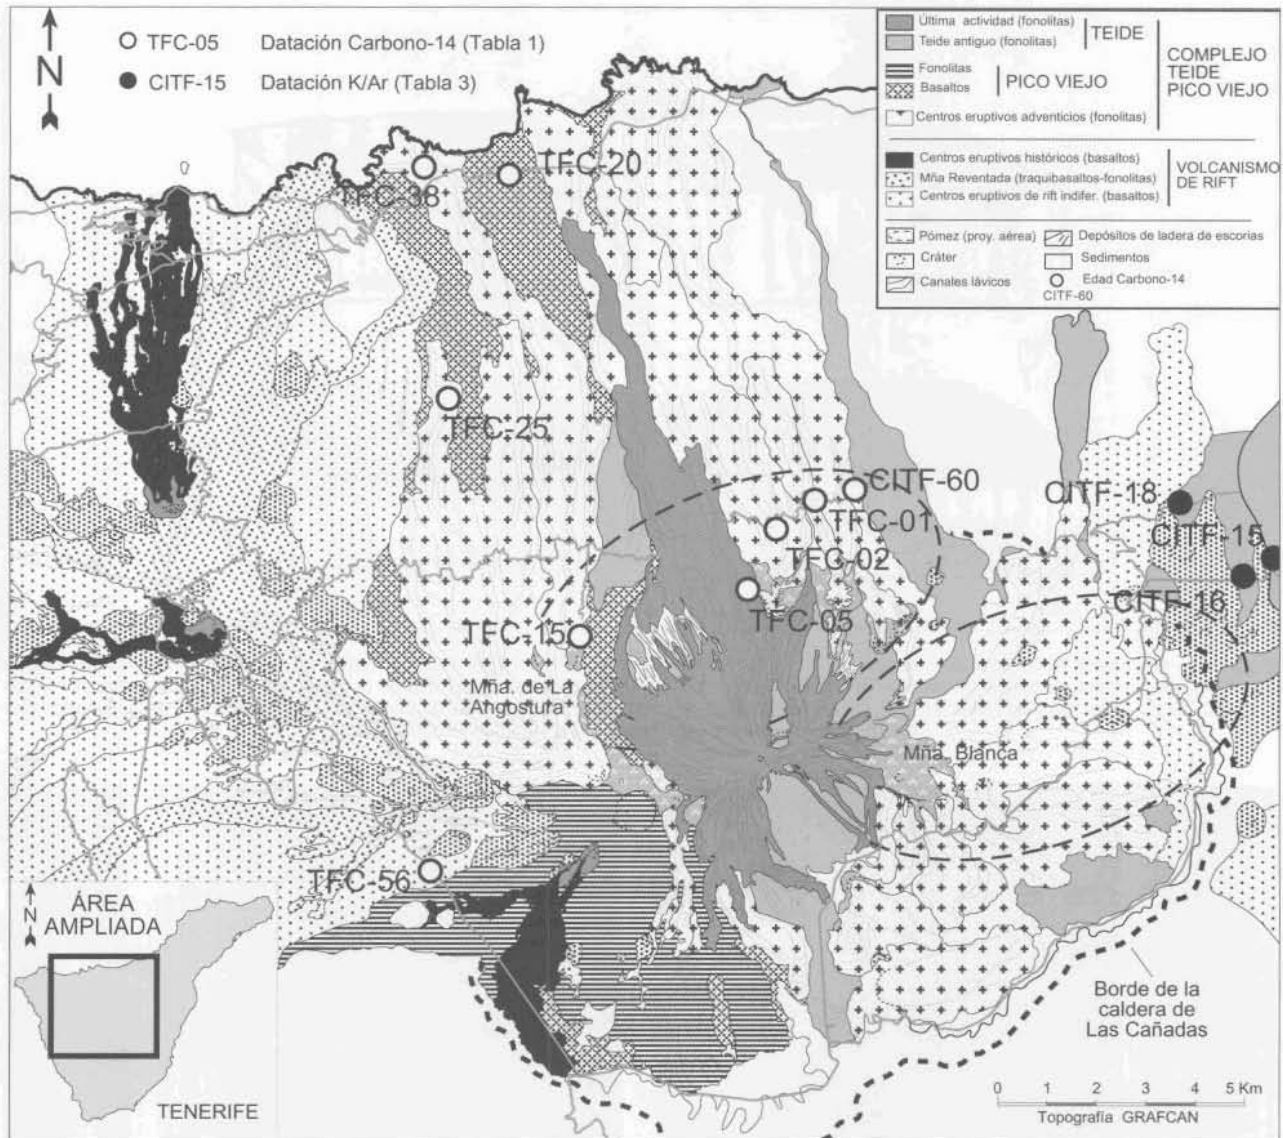 N
TFC-05 Datación Carbono-14 (Tabla 1)
CITF-15 Datación K/Ar (Tabla 3)
Última actividad (fonolitas)
Teide antiguo (fonolitas)
TEIDE
Fonolitas
Basaltos
PICO VIEJO
Centros eruptivos adventicios (fonolitas)
COMPLEJO
TEIDE
PICO VIEJO
Centros eruptivos históricos (basaltos)
Mña Reventada (traquibasaltos-fonolitas)
Centros eruptivos de rift indifer. (basaltos)
VOLCANISMO
DE RIFT
Pómez (proy. aérea)
Depósitos de ladera de escorias
Cráter
Sedimentos
Canales lávicos
Edad Carbono-14
CITF-60
TFC-38
TFC-20
TFC-25
CITF-60
TFC-01
TFC-02
TFC-05
CITF-18
CITF-15
CITF-16
TFC-15
Mña. de La
Angostura
Mña. Blanca
TFC-56
N
ÁREA
AMPLIADA
TENERIFE
Borde de la
caldera de
Las Cañadas
0 1 2 3 4 5 Km
Topografía GRAFCAN